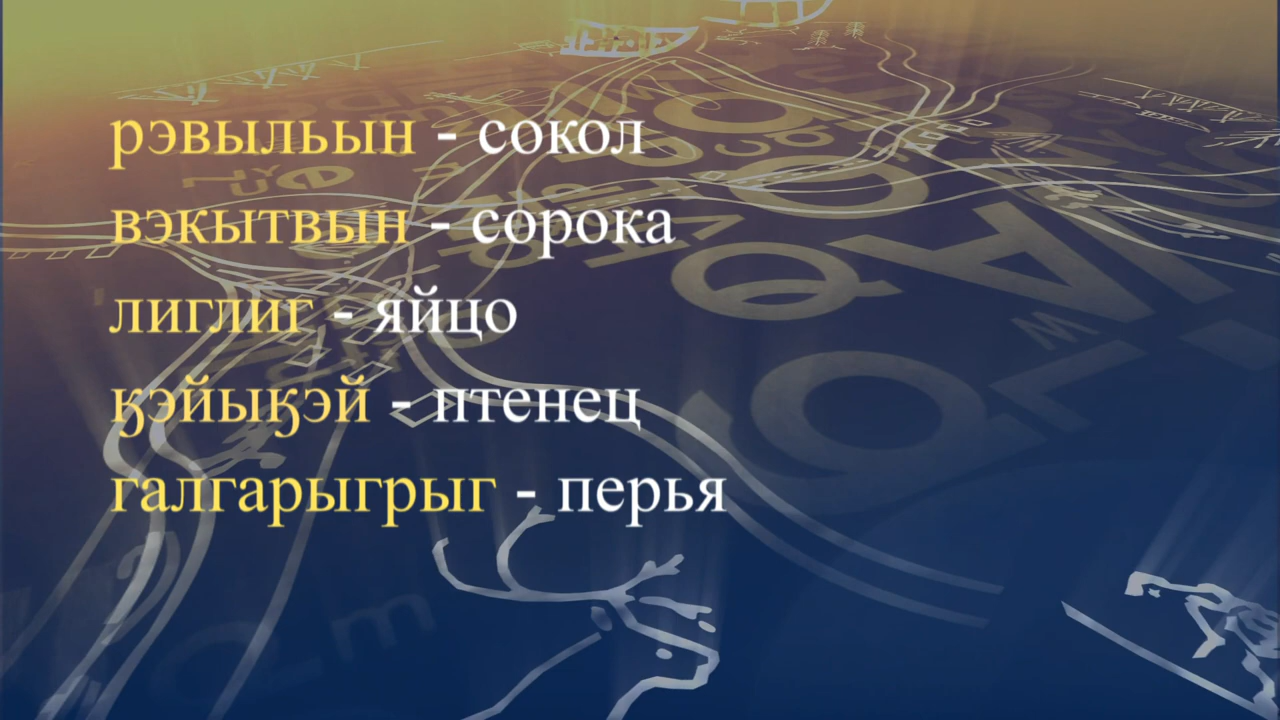 рэвыльын - сокол
вэкытвын - сорока
лиглиг - яйцо
ӄэйыӄэй - птенец
галгарыгрыг - перья